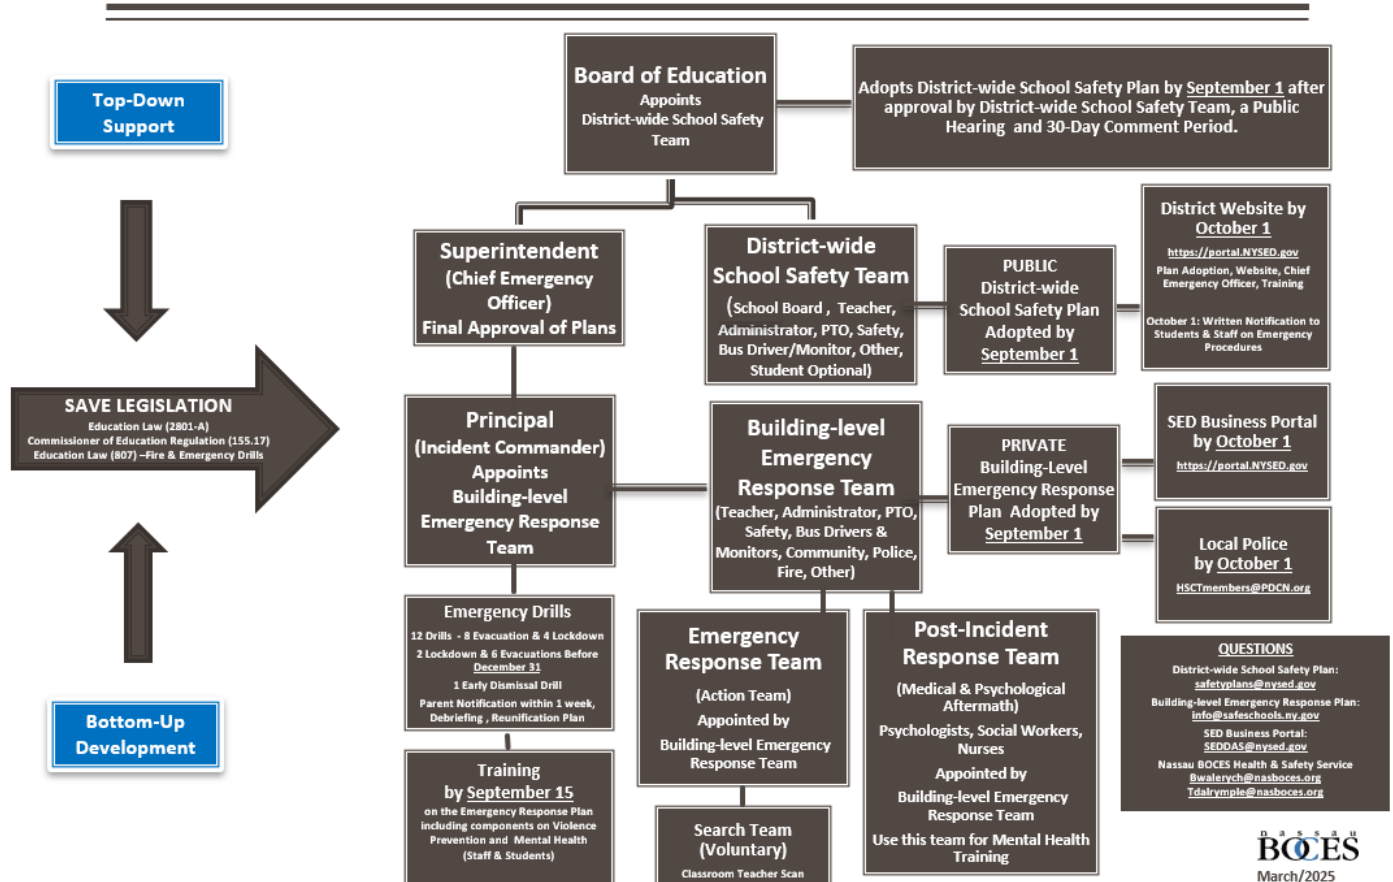 Top-Down
Support
Board of Education
Appoints
District-wide School Safety
Team
Adopts District-wide School Safety Plan by September 1 after
approval by District-wide School Safety Team, a Public
Hearing and 30-Day Comment Period.
Superintendent
(Chief Emergency
Officer)
Final Approval of Plans
District-wide
School Safety Team
(School Board , Teacher,
Administrator, PTO, Safety,
Bus Driver/Monitor, Other,
Student Optional)
PUBLIC
District-wide
School Safety Plan
Adopted by
September 1
District Website by
October 1
https://portal.NYSED.gov
Plan Adoption, Website, Chief
Emergency Officer, Training
October 1: Written Notification to
Students & Staff on Emergency
Procedures
SAVE LEGISLATION
Education Law (2801-A)
Commissioner of Education Regulation (155.17)
Education Law (807) –Fire & Emergency Drills
Principal
(Incident Commander)
Appoints
Building-level
Emergency Response
Team
Building-level
Emergency
Response Team
(Teacher, Administrator, PTO,
Safety, Bus Drivers &
Monitors, Community, Police,
Fire, Other)
PRIVATE
Building-Level
Emergency Response
Plan Adopted by
September 1
SED Business Portal
by October 1
https://portal.NYSED.gov
Local Police
by October 1
HSCTmembers@PDCN.org
Emergency Drills
12 Drills - 8 Evacuation & 4 Lockdown
2 Lockdown & 6 Evacuations Before
December 31
1 Early Dismissal Drill
Parent Notification within 1 week,
Debriefing , Reunification Plan
Emergency
Response Team
(Action Team)
Appointed by
Building-level Emergency
Response Team
Post-Incident
Response Team
(Medical & Psychological
Aftermath)
Psychologists, Social Workers,
Nurses
Appointed by
Building-level Emergency
Response Team
Use this team for Mental Health
Training
QUESTIONS
District-wide School Safety Plan:
safetyplans@nysed.gov
Building-level Emergency Response Plan:
info@safeschools.ny.gov
SED Business Portal:
SEDDAS@nysed.gov
Nassau BOCES Health & Safety Service
Bwalerych@nasboces.org
Tdalrymple@nasboces.org
Bottom-Up
Development
Training
by September 15
on the Emergency Response Plan
including components on Violence
Prevention and Mental Health
(Staff & Students)
Search Team
(Voluntary)
Classroom Teacher Scan
nassau
BOCES
March/2025